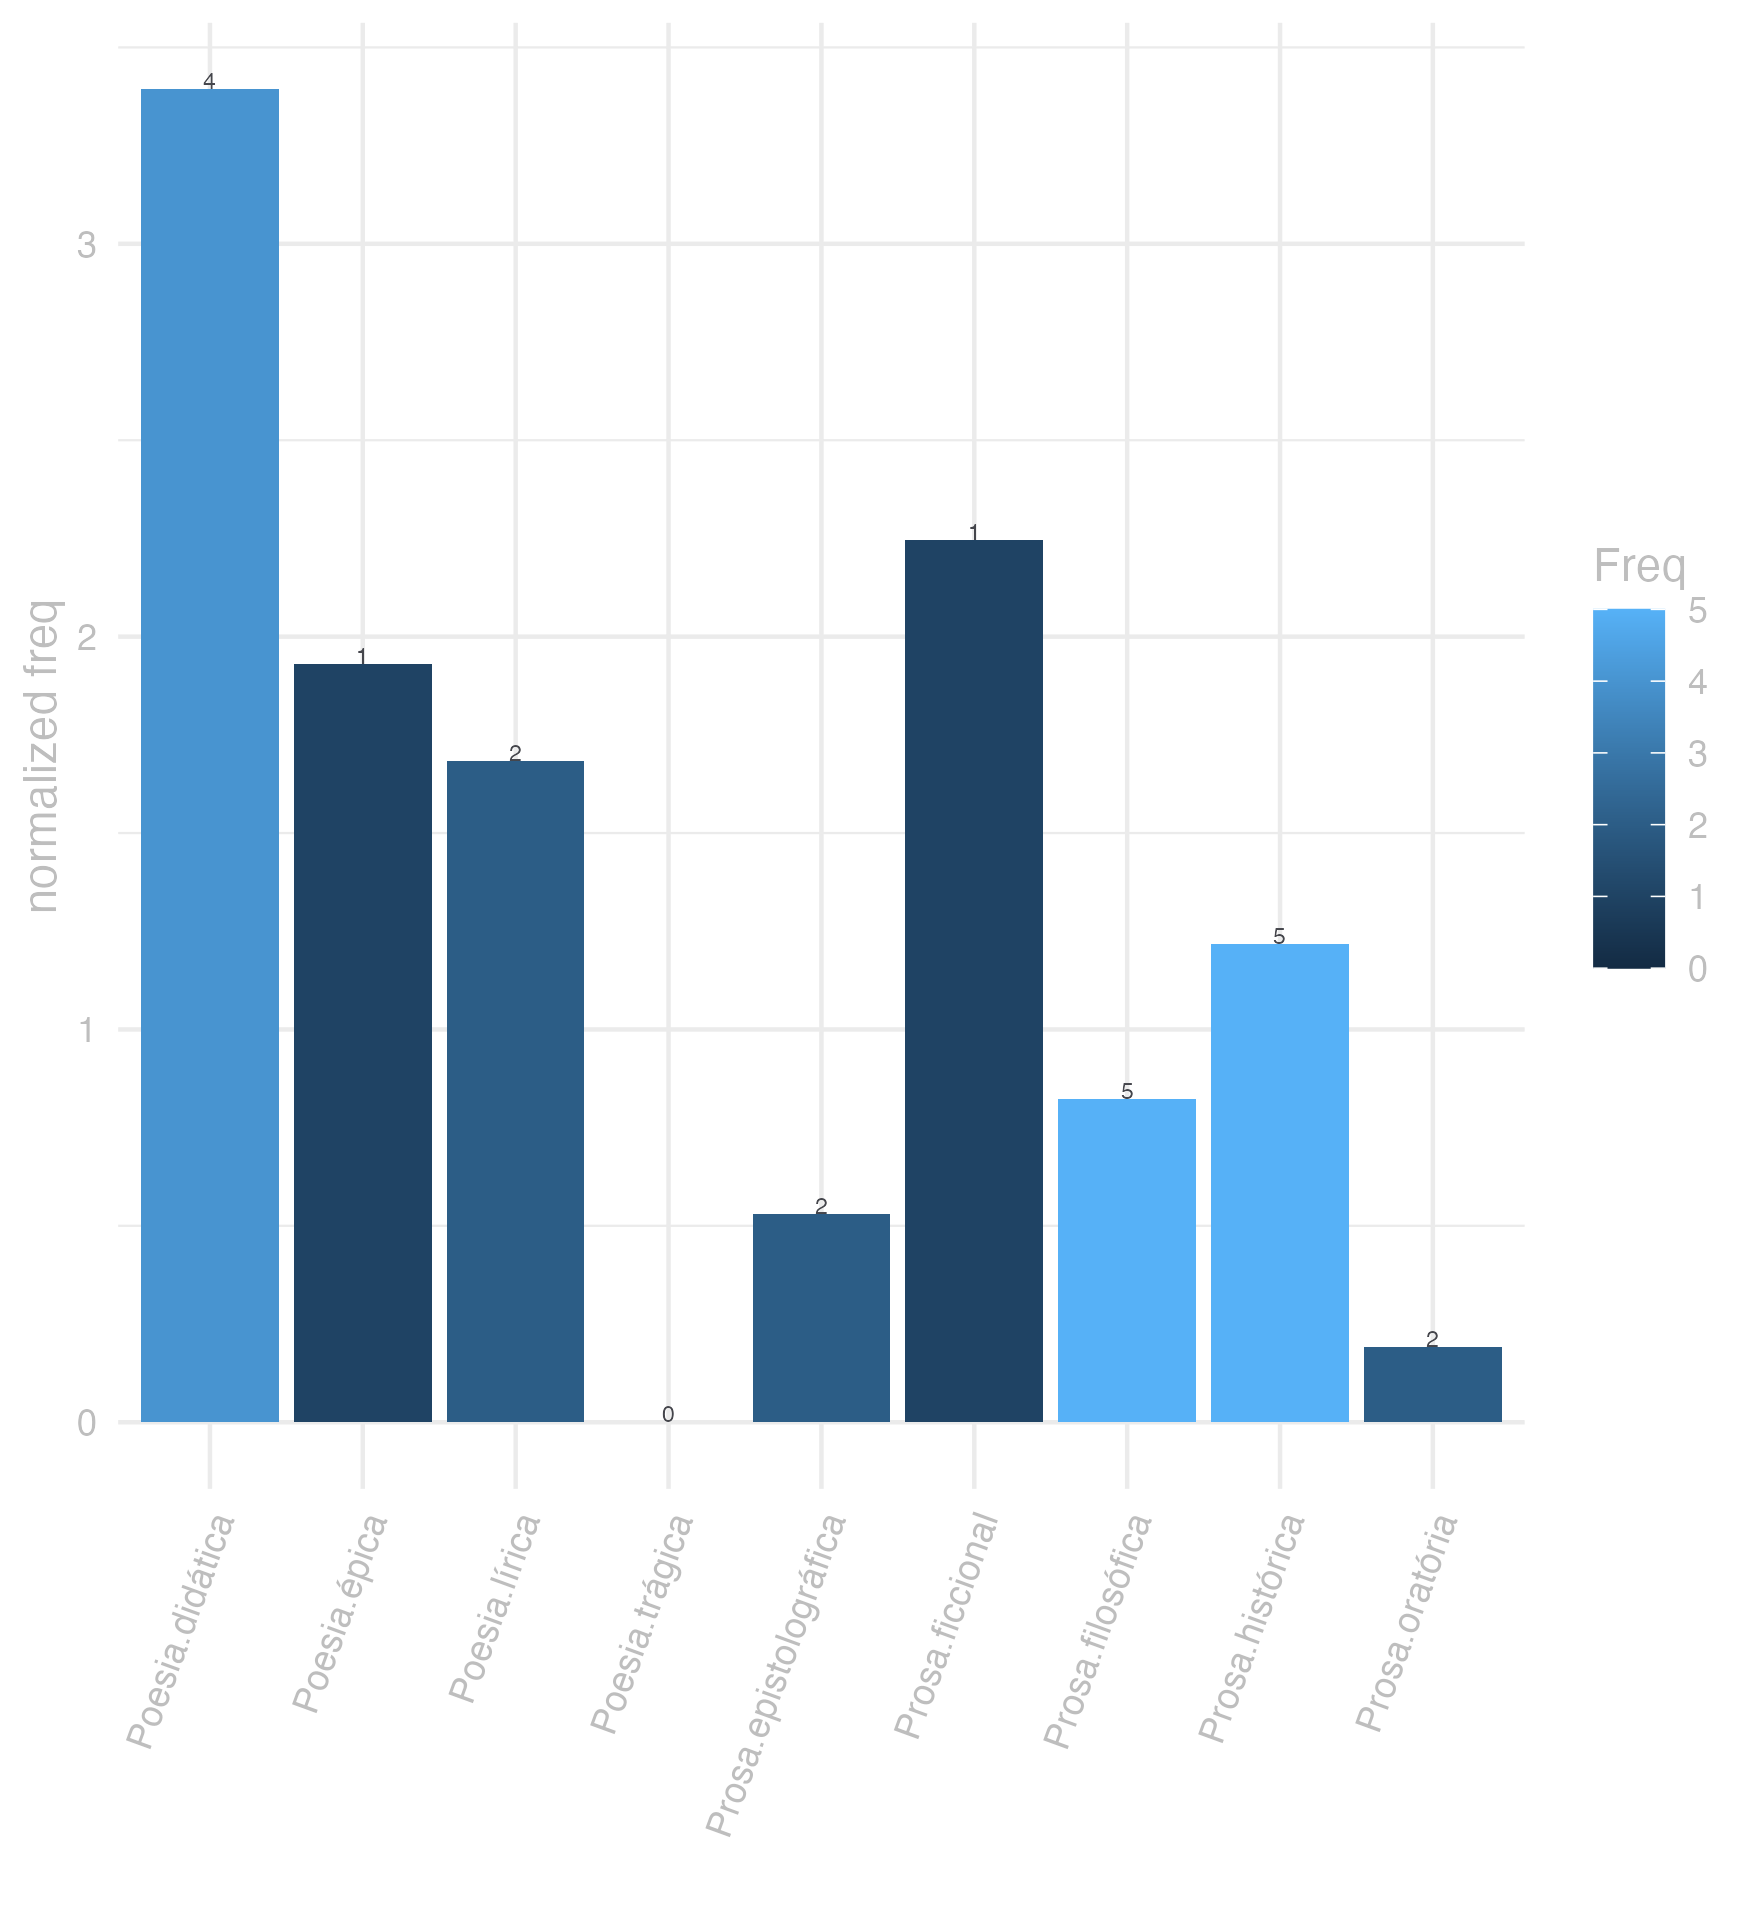 normalized freq
3
2
1
0
4
1
2
0
2
1
5
5
2
Poesia.didática
Poesia.épica
Poesia.lírica
Poesia.trágica
Prosa.epistolográfica
Prosa.ficcional
Prosa.filosófica
Prosa.histórica
Prosa.oratória
Freq
5
4
3
2
1
0